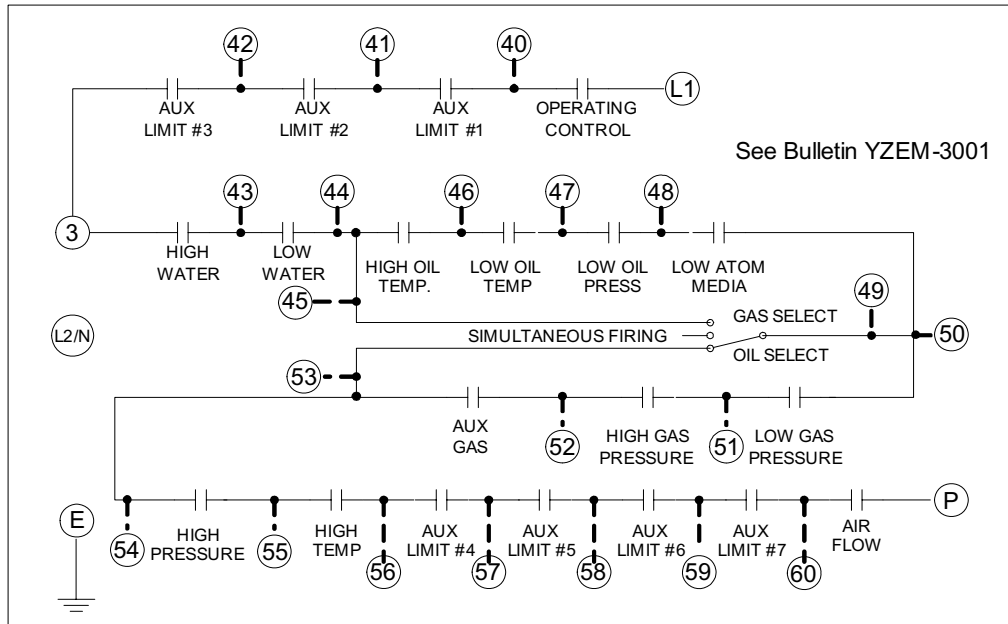 42
41
40
L1
AUX
LIMIT #3
AUX
LIMIT #2
AUX
LIMIT #1
OPERATING
CONTROL
See Bulletin YZEM-3001
43
44
46
47
48
3
HIGH
WATER
LOW
WATER
HIGH OIL
TEMP.
LOW OIL
TEMP
LOW OIL
PRESS
LOW ATOM
MEDIA
45
49
GAS SELECT
L2/N
SIMULTANEOUS FIRING
50
OIL SELECT
53
AUX
GAS
52
HIGH GAS
PRESSURE
51
LOW GAS
PRESSURE
E
P
54
HIGH
PRESSURE
55
HIGH
TEMP
56
AUX
LIMIT #4
57
AUX
LIMIT #5
58
AUX
LIMIT #6
59
AUX
LIMIT #7
60
AIR
FLOW